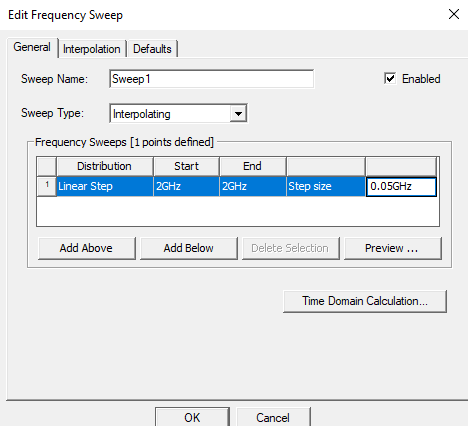 Edit Frequency Sweep
General Interpolation Defaults
Sweep Name: Sweep1 Enabled
Sweep Type: Interpolating
Frequency Sweeps [1 points defined]
Distribution Start End
1 Linear Step 2GHz 2GHz Step size 0.05GHz
Add Above Add Below Delete Selection Preview ...
Time Domain Calculation...
OK Cancel